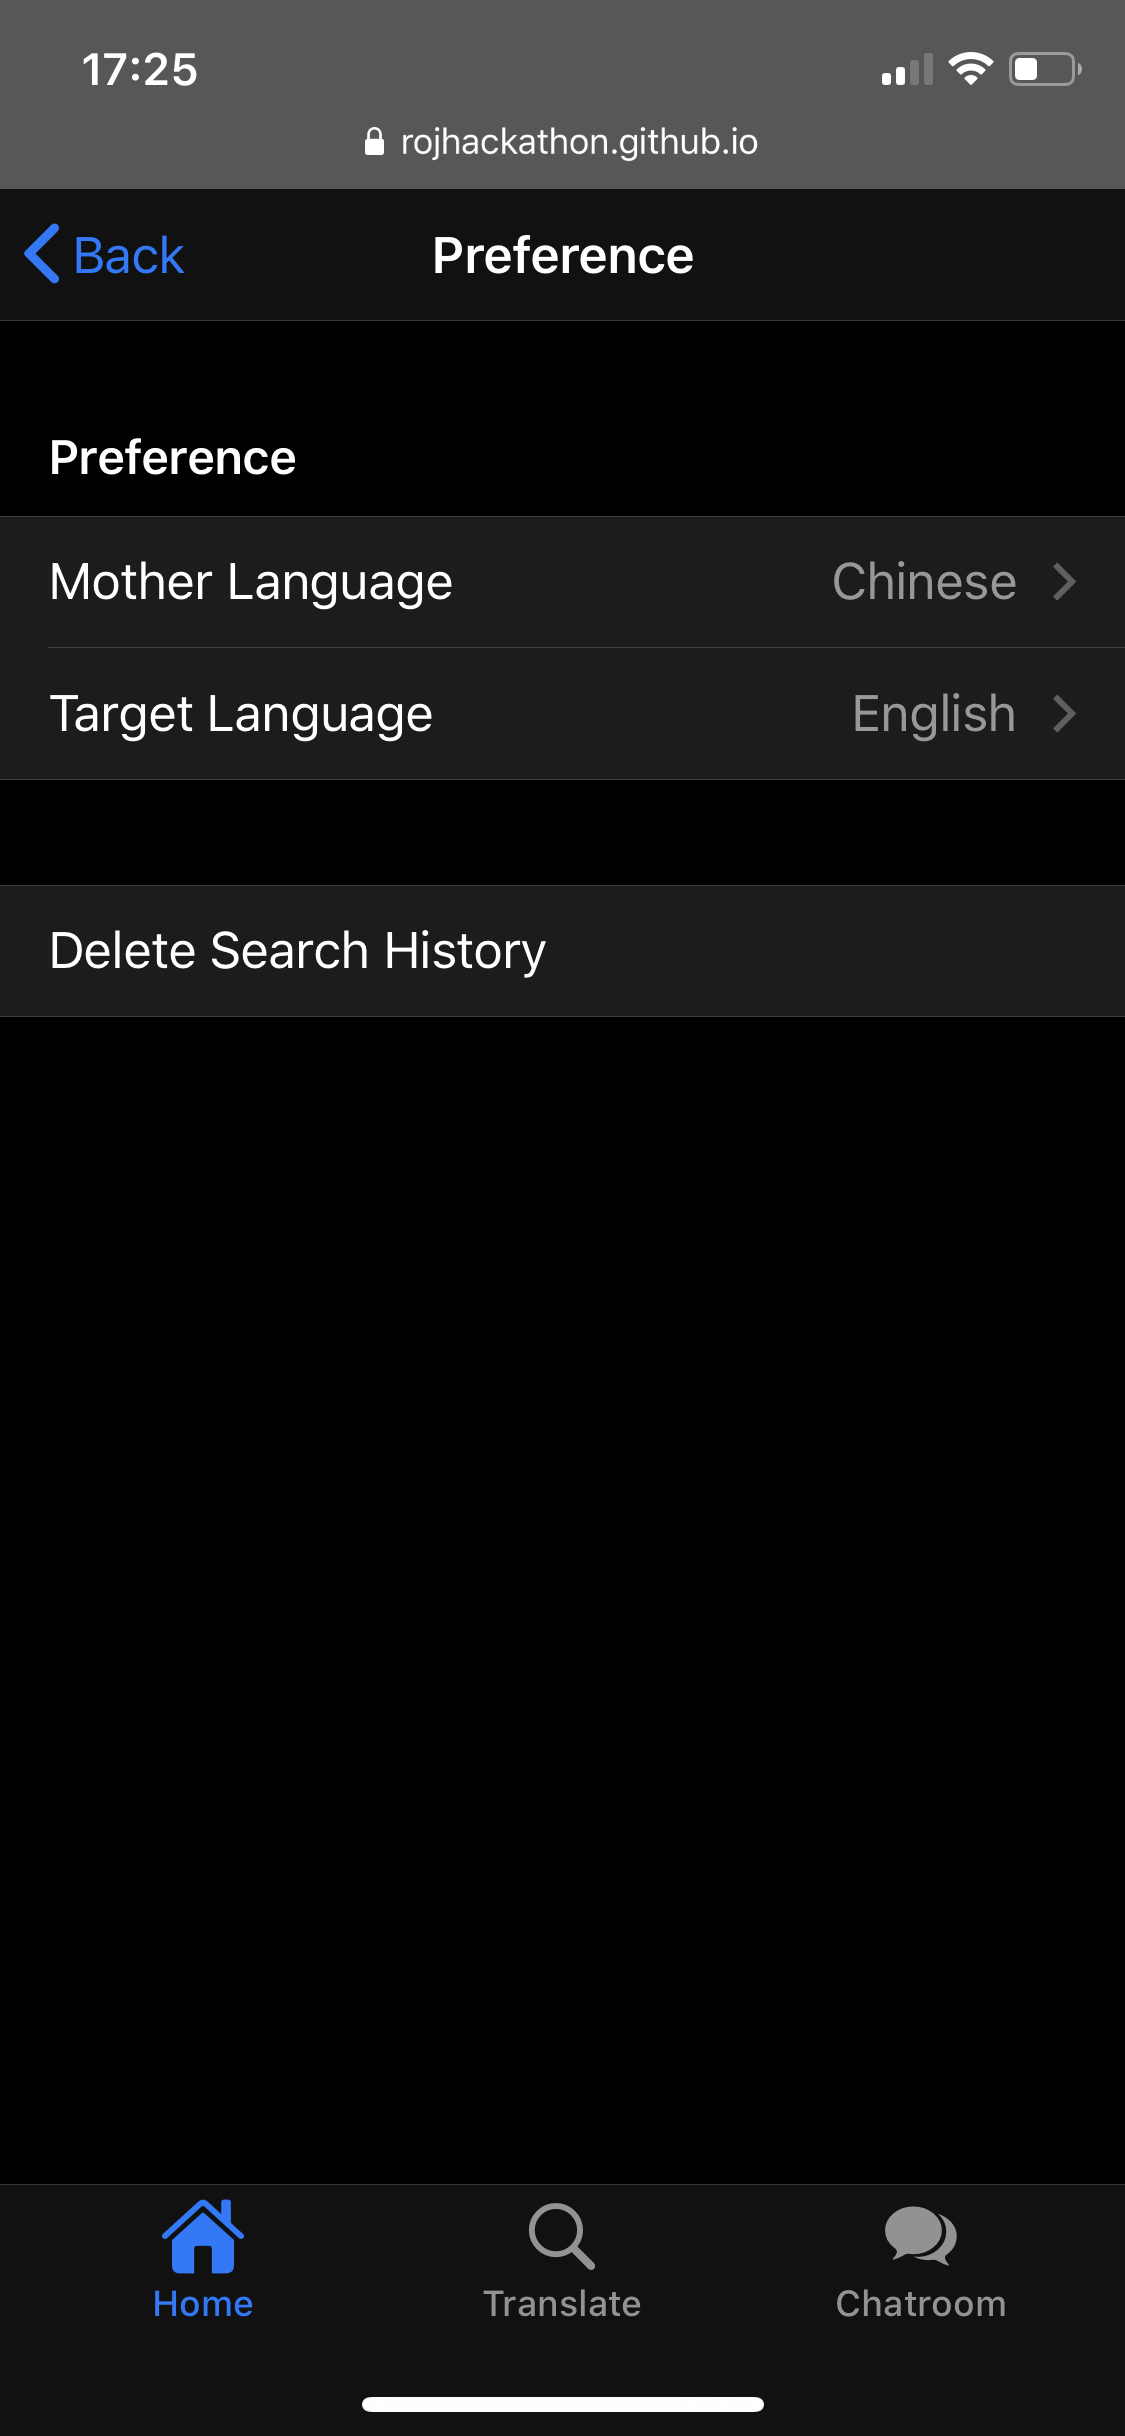 17:25
rojhackathon.github.io
Back Preference
Preference
Mother Language Chinese
Target Language English
Delete Search History
Home Translate Chatroom